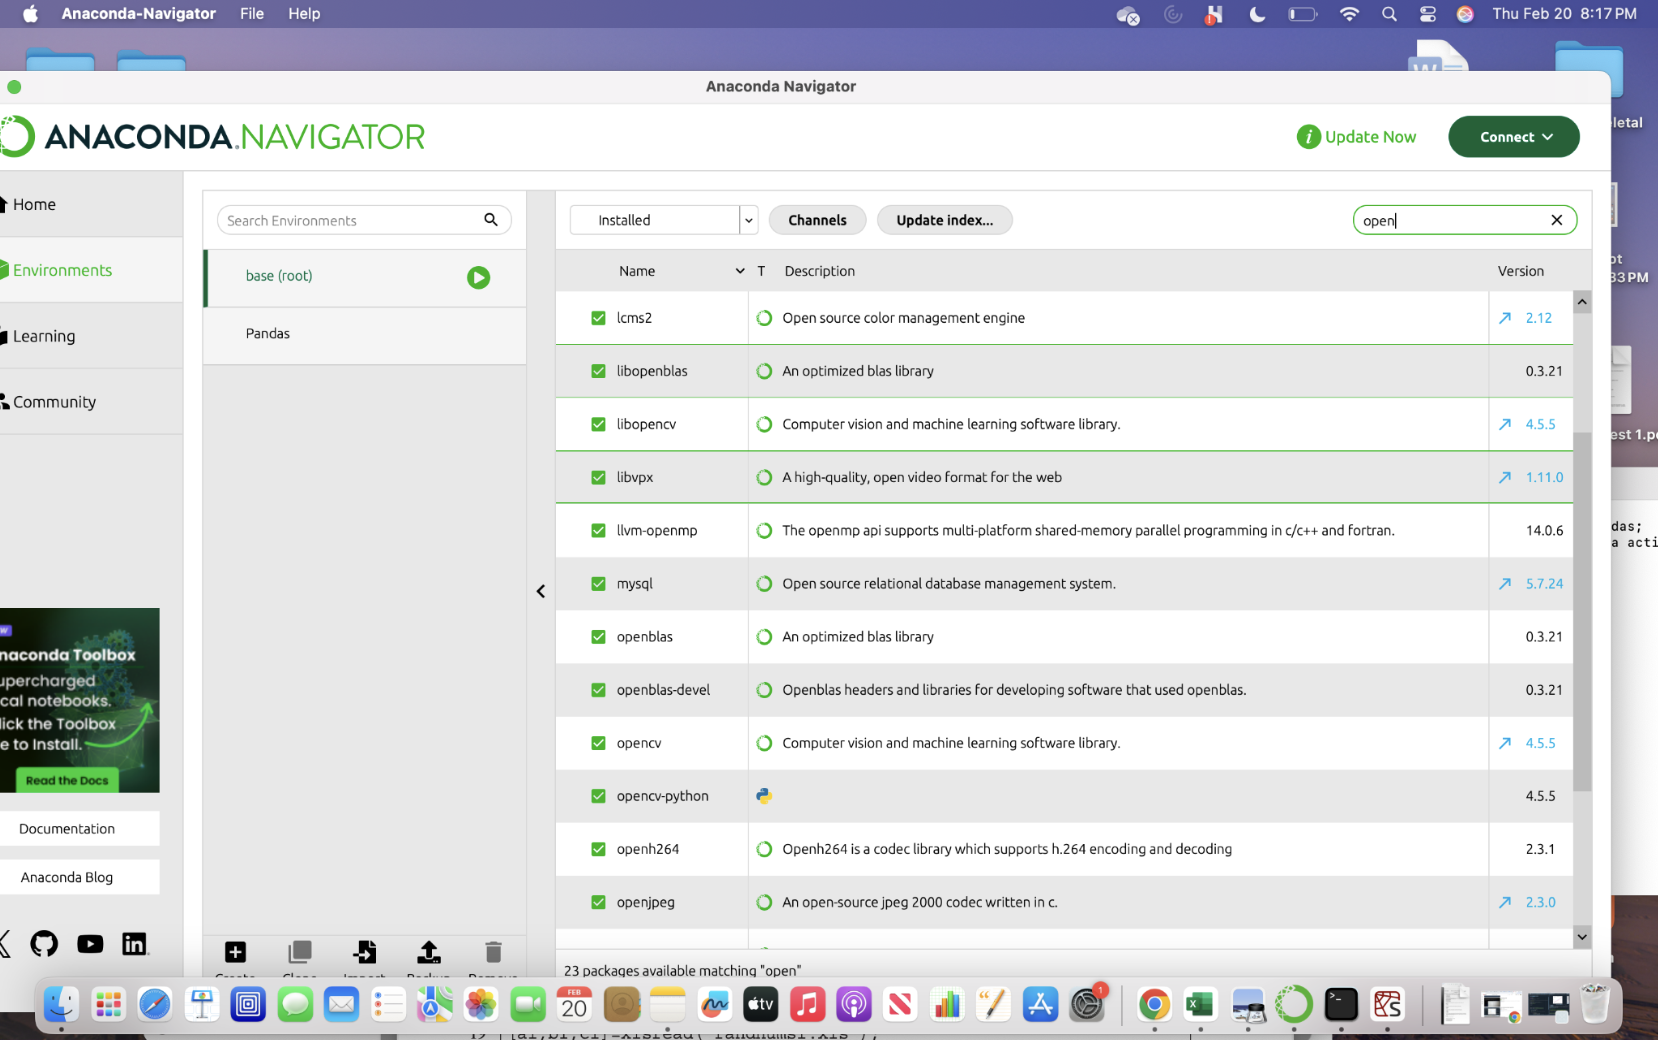 Anaconda-Navigator File Help Thu Feb 20 8:17 PM
Anaconda Navigator
ANACONDA.NAVIGATOR
Update Now
Connect
Home
Environments
Learning
Community
Search Environments
base (root)
Pandas
Installed Channels Update index... open
Name T Description Version
lcms2 Open source color management engine 2.12
libopenblas An optimized blas library 0.3.21
libopencv Computer vision and machine learning software library. 4.5.5
libvpx A high-quality, open video format for the web 1.11.0
llvm-openmp The openmp api supports multi-platform shared-memory parallel programming in c/c++ and fortran. 14.0.6
mysql Open source relational database management system. 5.7.24
openblas An optimized blas library 0.3.21
openblas-devel Openblas headers and libraries for developing software that used openblas. 0.3.21
opencv Computer vision and machine learning software library. 4.5.5
opencv-python 4.5.5
openh264 Openh264 is a codec library which supports h.264 encoding and decoding 2.3.1
openjpeg An open-source jpeg 2000 codec written in c. 2.3.0
23 packages available matching "open"
naconda Toolbox
upercharged
cal notebooks.
lick the Toolbox
e to Install.
Read the Docs
Documentation
Anaconda Blog
letal
33 PM
est 1.p
das;
a acti
FEB
20
tv
1